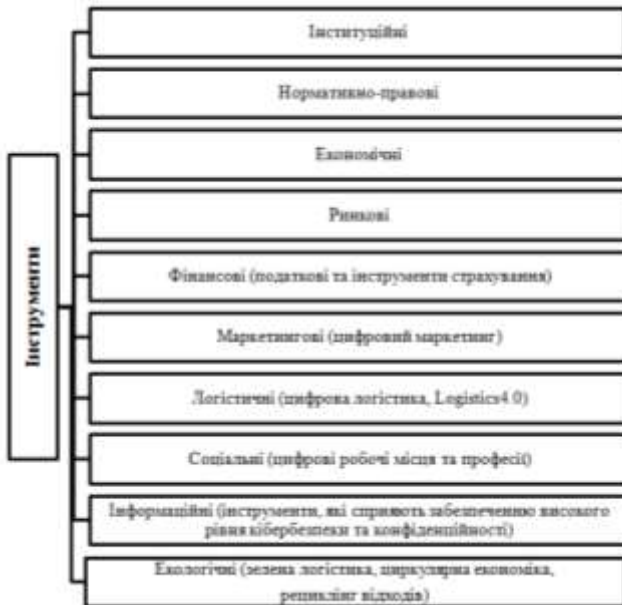 Інструменти
Інституційні
Нормативно-правові
Економічні
Ринкові
Фінансові (податкові та інструменти страхування)
Маркетингові (цифровий маркетинг)
Логістичні (цифрова логістика, Logistics4.0)
Соціальні (цифрові робочі місця та професії)
Інформаційні (інструменти, які сприяють забезпеченню високого
рівня кібербезпеки та конфіденційності)
Екологічні (зелена логістика, циркулярна економіка,
рециклінг відходів)